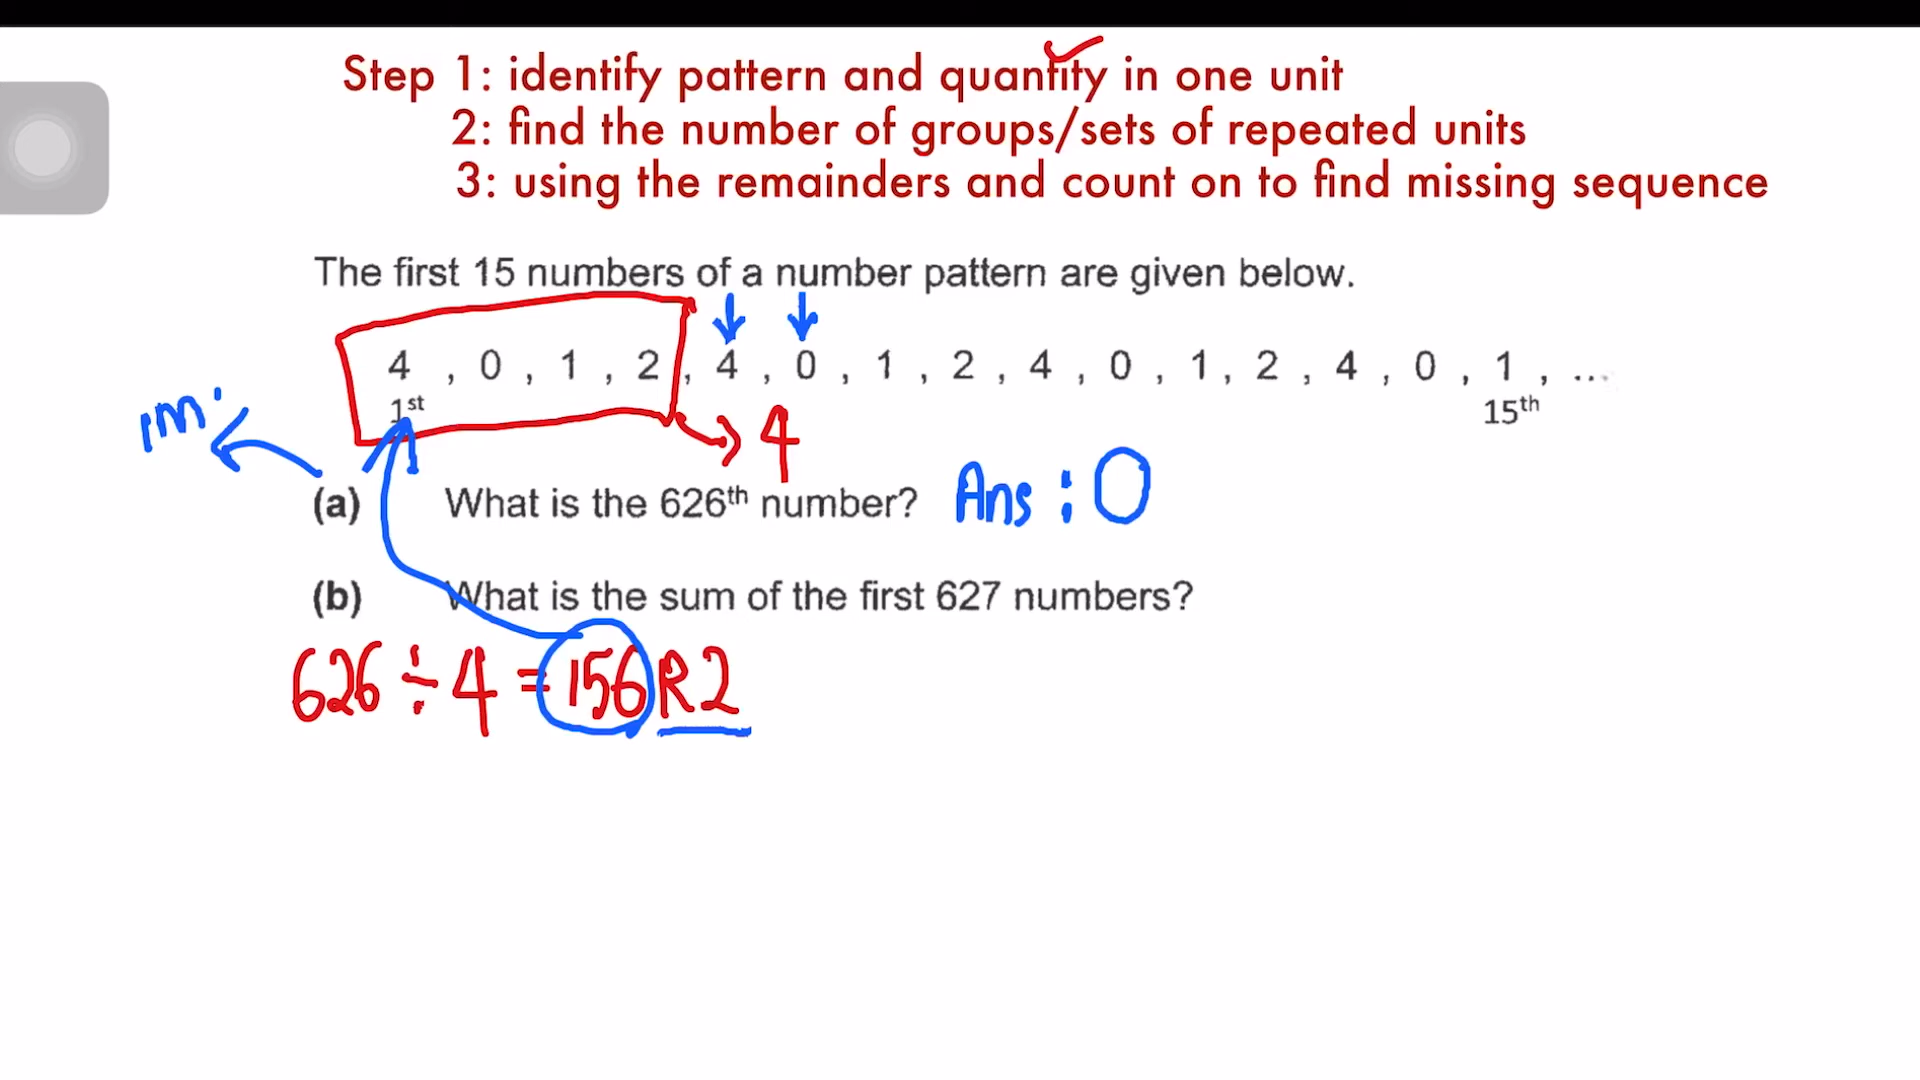 Step 1: identify pattern and quantity in one unit
2: find the number of groups/sets of repeated units
3: using the remainders and count on to find missing sequence
The first 15 numbers of a number pattern are given below.
4 , 0 , 1 , 2 , 4 , 0 , 1 , 2 , 4 , 0 , 1 , 2 , 4 , 0 , 1 , ...
1st 15th
1m
4
(a) What is the 626th number? Ans : 0
(b) What is the sum of the first 627 numbers?
626 ÷ 4 = 156 R2